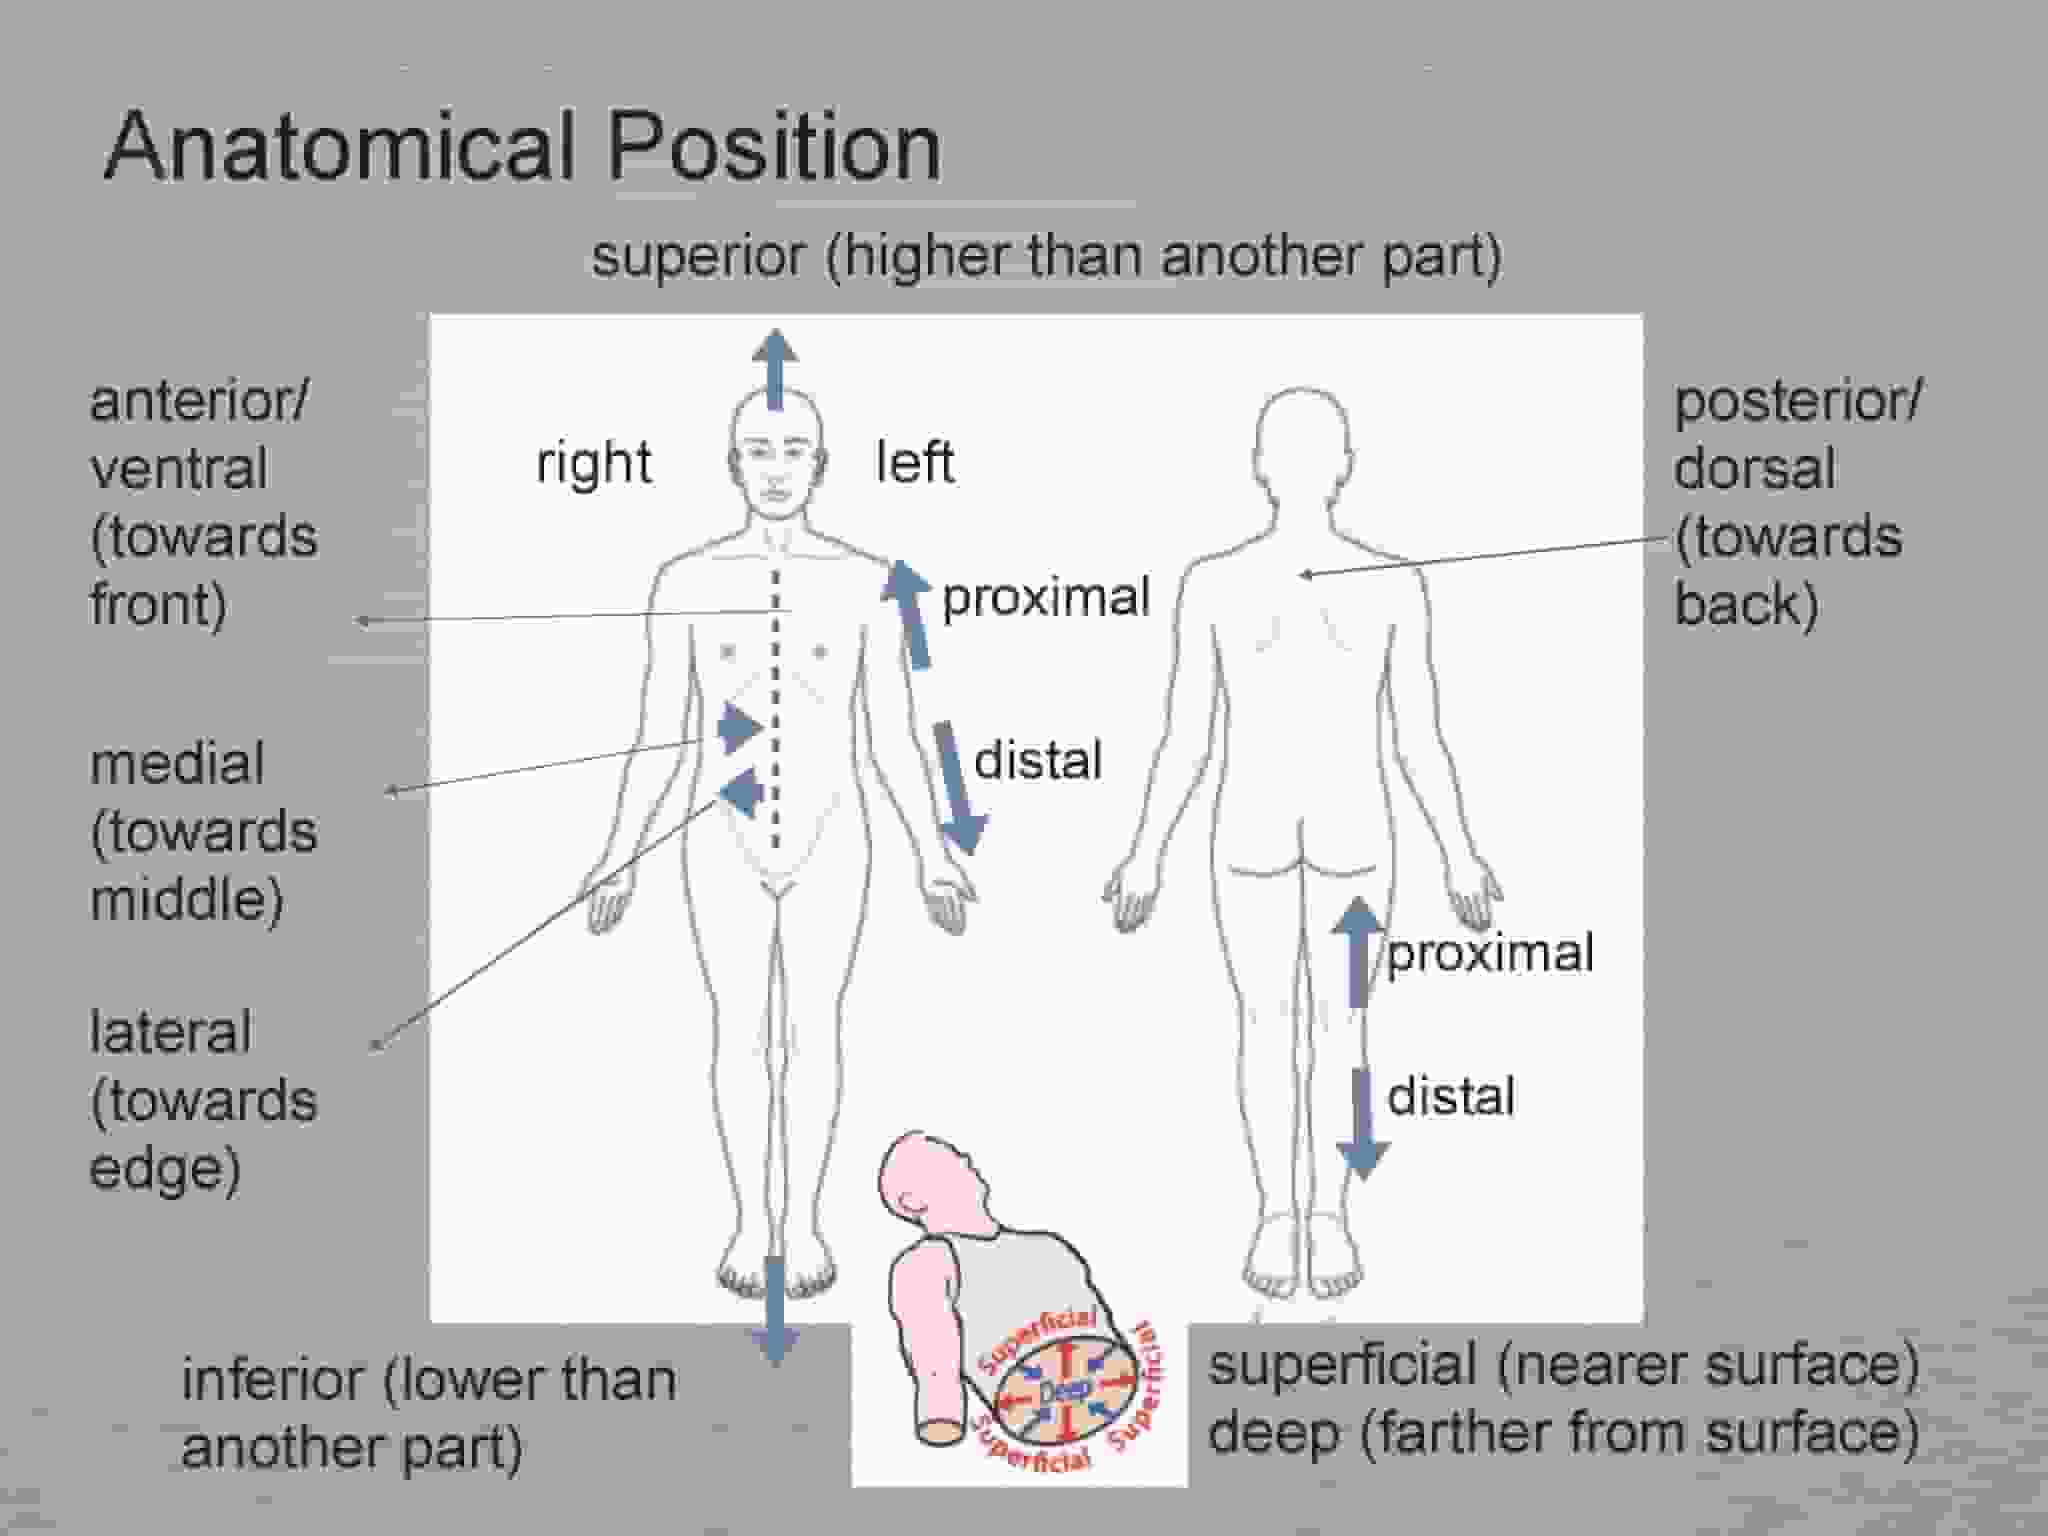 Anatomical Position
superior (higher than another part)
anterior/
ventral
(towards
front)
right
left
posterior/
dorsal
(towards
back)
proximal
medial
(towards
middle)
distal
proximal
lateral
(towards
edge)
distal
Superficial
Superficial
Deep
Superficial
inferior (lower than
another part)
superficial (nearer surface)
deep (farther from surface)